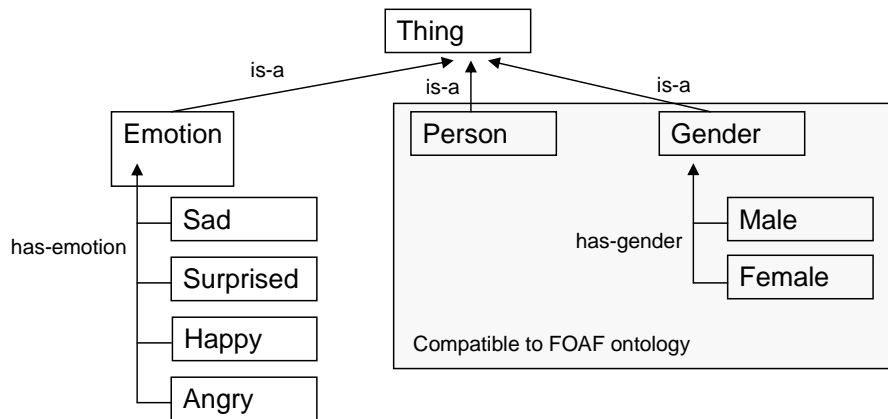 Thing
is-a
is-a
is-a
Emotion
Person
Gender
Sad
Male
has-emotion
has-gender
Surprised
Female
Happy
Compatible to FOAF ontology
Angry